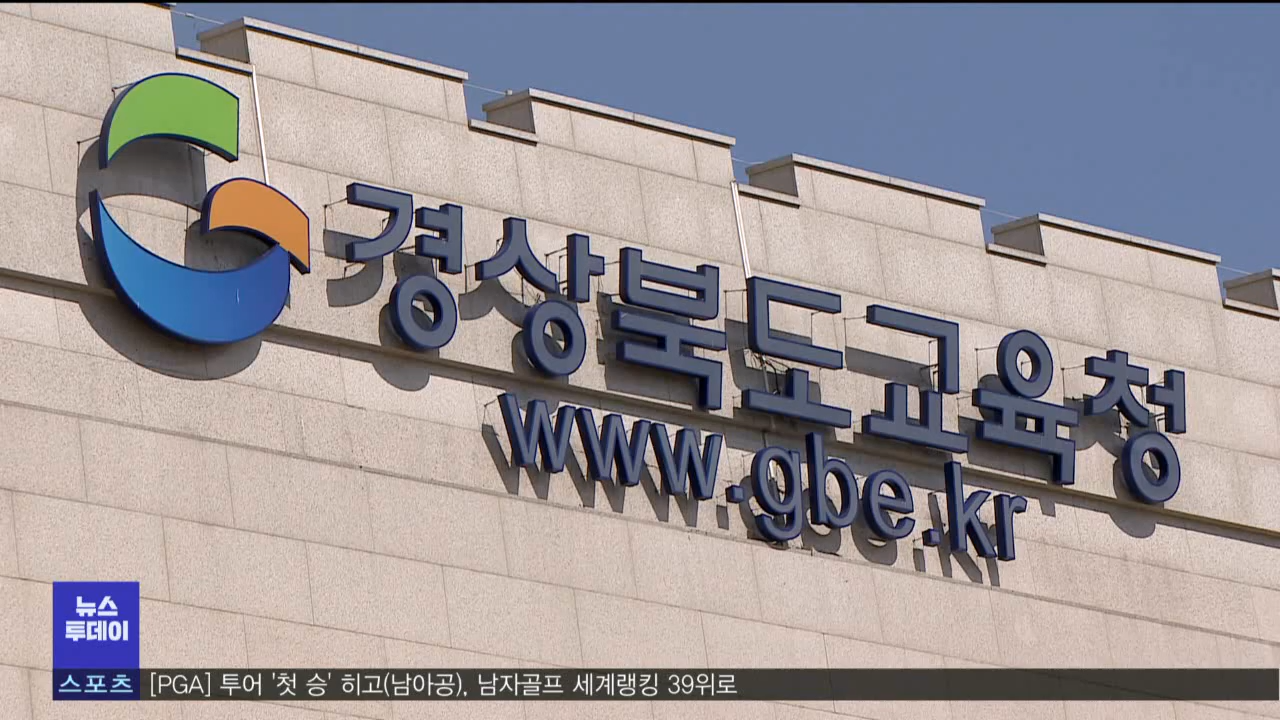 경상북도교육청
www.gbe.kr
뉴스
투데이
스포츠 [PGA] 투어 '첫 승' 히고(남아공), 남자골프 세계랭킹 39위로